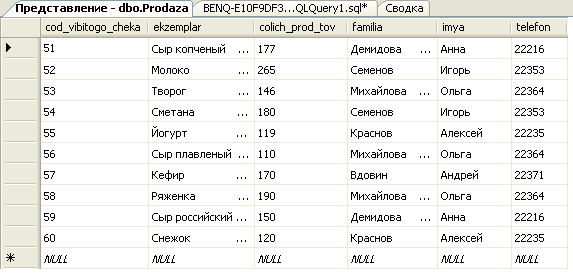 Представление - dbo.Prodaza BENQ-E10F9DF3...QLQuery1.sql* Сводка
cod_vibitogo_cheka ekzemplar colich_prod_tov familia imya telefon
51 Сыр копченый ... 177 Демидова ... Анна 22216
52 Молоко ... 265 Семенов Игорь 22353
53 Творог ... 146 Михайлова ... Ольга 22364
54 Сметана ... 180 Семенов Игорь 22353
55 Йогурт ... 119 Краснов Алексей 22235
56 Сыр плавленый ... 110 Михайлова ... Ольга 22364
57 Кефир ... 170 Вдовин Андрей 22371
58 Ряженка ... 190 Михайлова ... Ольга 22364
59 Сыр российский ... 150 Демидова ... Анна 22216
60 Снежок ... 120 Краснов Алексей 22235
NULL NULL NULL NULL NULL NULL